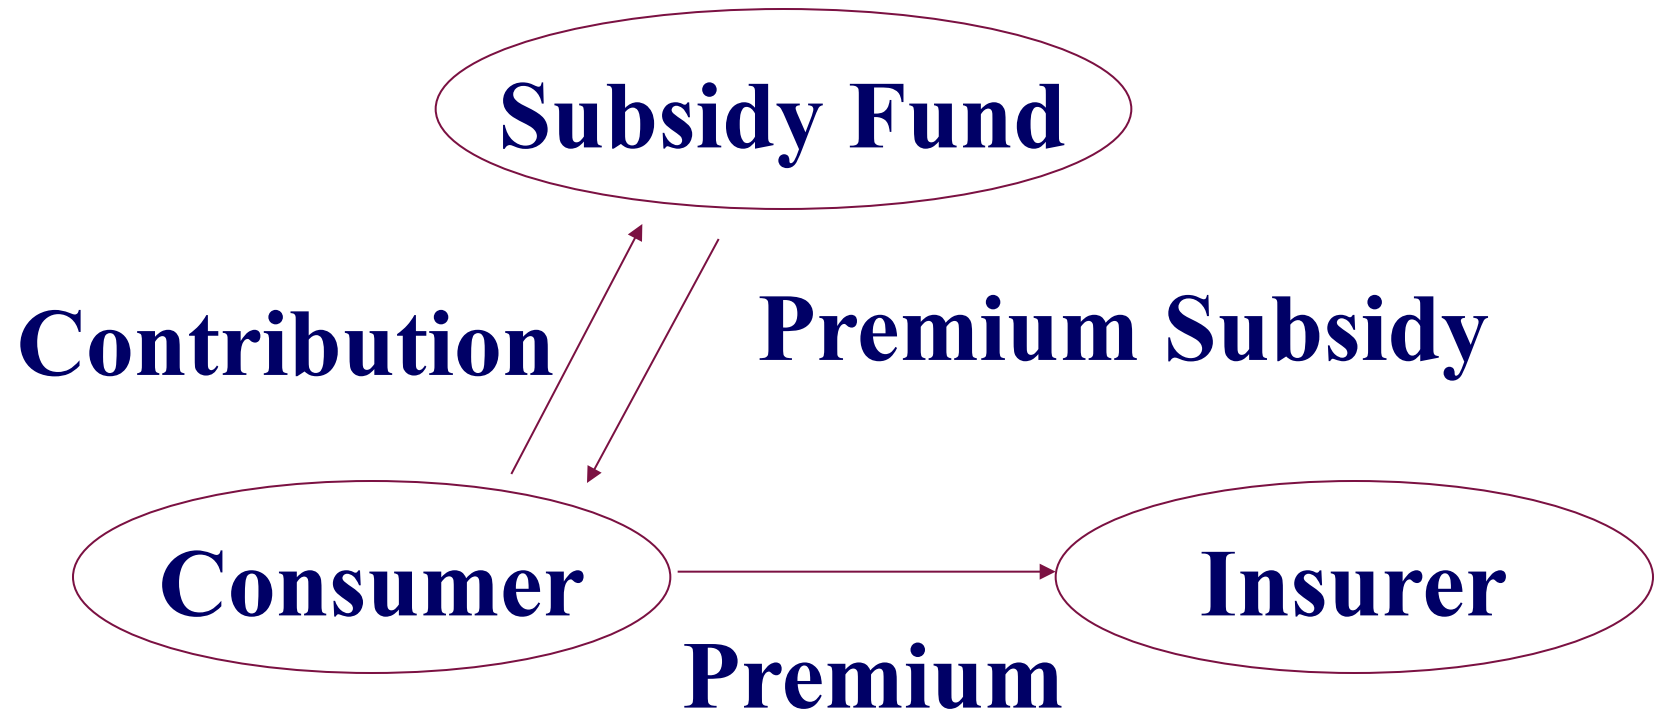 Subsidy Fund
Contribution
Premium Subsidy
Consumer
Insurer
Premium